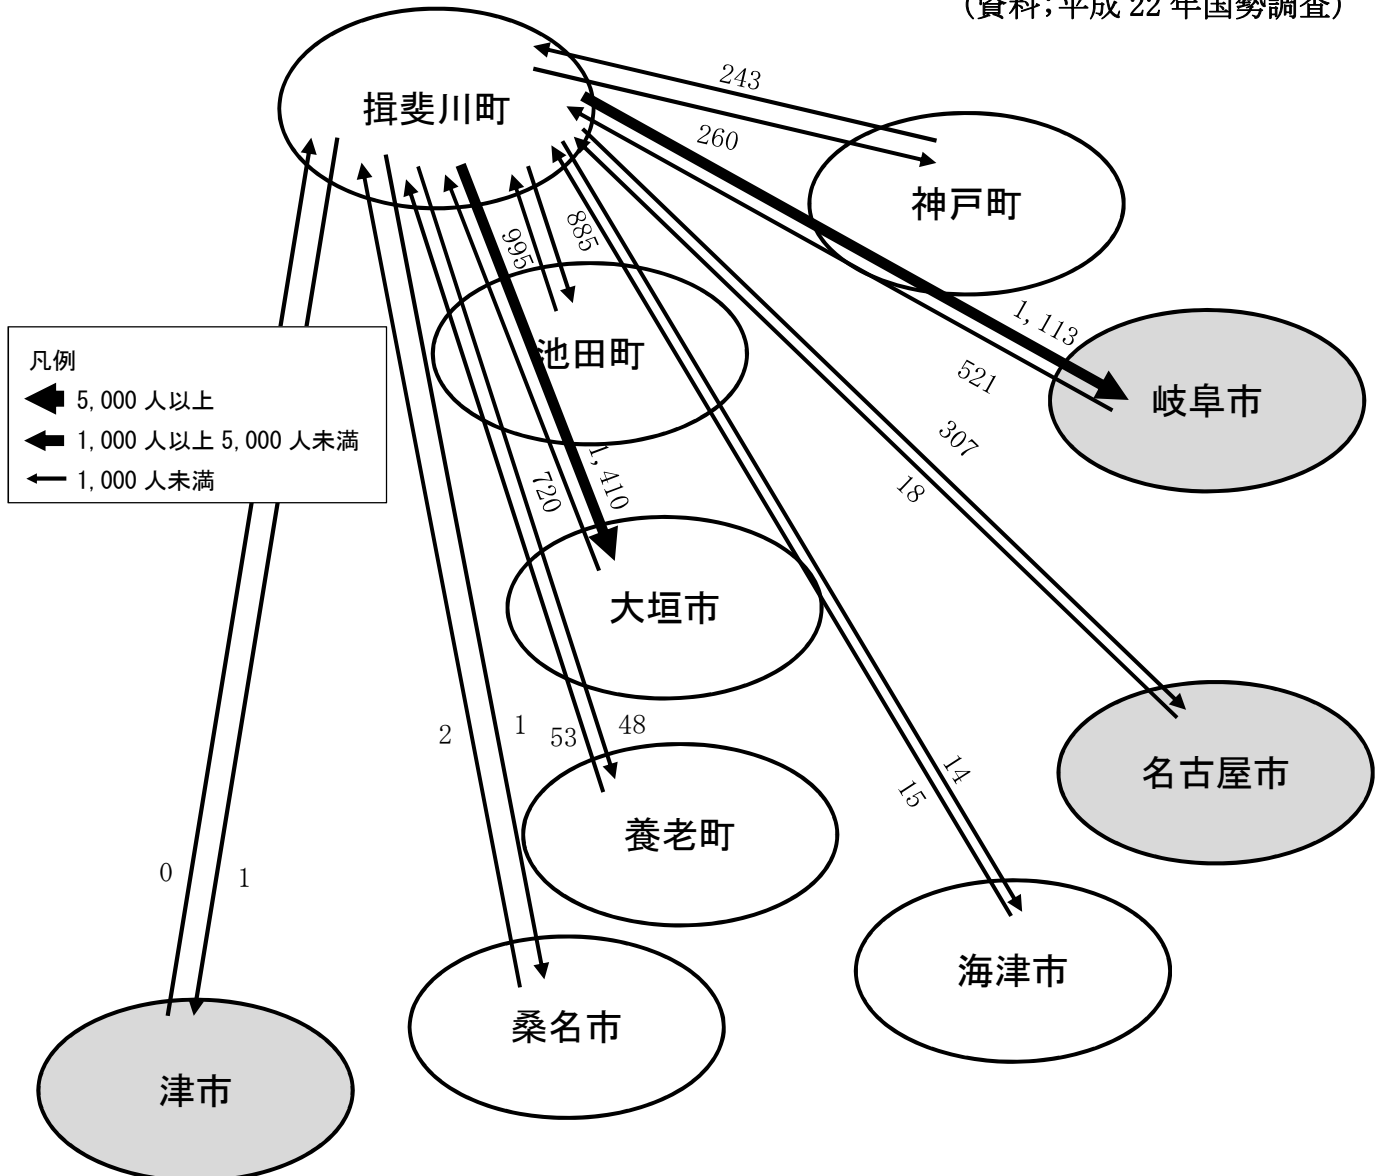 (資料;平成 22 年国勢調査)
揖斐川町
243
260
神戸町
995
885
池田町
1,113
521
岐阜市
凡例
5,000 人以上
1,000 人以上 5,000 人未満
1,000 人未満
307
18
1,410
720
大垣市
2
1
53
48
14
15
名古屋市
養老町
0
1
海津市
桑名市
津市